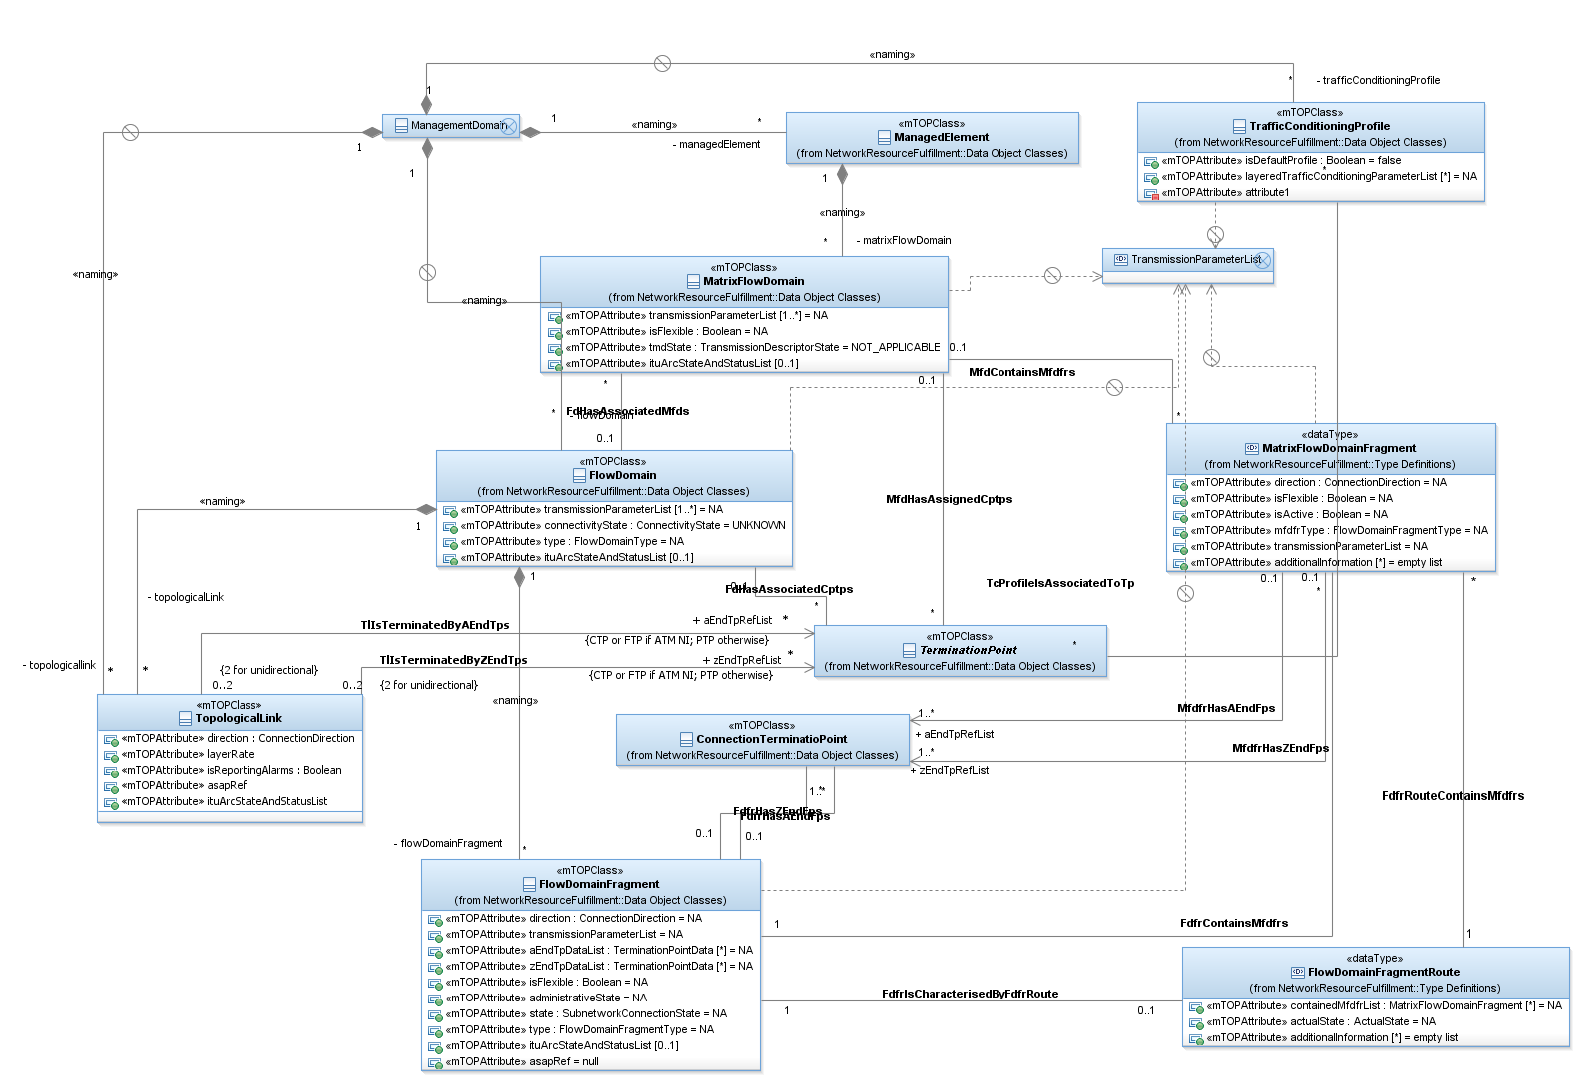 «naming»
- trafficConditioningProfile
*
1
ManagementDomain
1
1
1
«naming»
*
- managedElement
«mTOPClass»
ManagedElement
(from NetworkResourceFulfillment::Data Object Classes)
«mTOPClass»
TrafficConditioningProfile
(from NetworkResourceFulfillment::Data Object Classes)
«mTOPAttribute» isDefaultProfile : Boolean = false
«mTOPAttribute» layeredTrafficConditioningParameterList [*] = NA
«mTOPAttribute» attribute1
*
1
«naming»
*
- matrixFlowDomain
TransmissionParameterList
«naming»
«naming»
«mTOPClass»
MatrixFlowDomain
(from NetworkResourceFulfillment::Data Object Classes)
«mTOPAttribute» transmissionParameterList [1..*] = NA
«mTOPAttribute» isFlexible : Boolean = NA
«mTOPAttribute» tmdState : TransmissionDescriptorState = NOT_APPLICABLE
«mTOPAttribute» ituArcStateAndStatusList [0..1]
0..1
MfdContainsMfdfrs
*
0..1
*
*
FdHasAssociatedMfds
- flowDomain
0..1
«mTOPClass»
FlowDomain
(from NetworkResourceFulfillment::Data Object Classes)
«mTOPAttribute» transmissionParameterList [1..*] = NA
«mTOPAttribute» connectivityState : ConnectivityState = UNKNOWN
«mTOPAttribute» type : FlowDomainType = NA
«mTOPAttribute» ituArcStateAndStatusList [0..1]
«dataType»
MatrixFlowDomainFragment
(from NetworkResourceFulfillment::Type Definitions)
«mTOPAttribute» direction : ConnectionDirection = NA
«mTOPAttribute» isFlexible : Boolean = NA
«mTOPAttribute» isActive : Boolean = NA
«mTOPAttribute» mfdfrType : FlowDomainFragmentType = NA
«mTOPAttribute» transmissionParameterList = NA
«mTOPAttribute» additionalInformation [*] = empty list
«naming»
1
MfdHasAssignedCptps
*
1
0..1
FdHasAssociatedCptps
*
TcProfileIsAssociatedToTp
0..1
0..1
*
*
- topologicalLink
TlIsTerminatedByAEndTps
+ aEndTpRefList
*
{CTP or FTP if ATM NI; PTP otherwise}
TlIsTerminatedByZEndTps
+ zEndTpRefList
*
{CTP or FTP if ATM NI; PTP otherwise}
«mTOPClass»
TerminationPoint
(from NetworkResourceFulfillment::Data Object Classes)
*
- topologicallink
*
*
{2 for unidirectional}
0..2
0..2
{2 for unidirectional}
«naming»
«mTOPClass»
TopologicalLink
«mTOPAttribute» direction : ConnectionDirection
«mTOPAttribute» layerRate
«mTOPAttribute» isReportingAlarms : Boolean
«mTOPAttribute» asapRef
«mTOPAttribute» ituArcStateAndStatusList
«mTOPClass»
ConnectionTerminatioPoint
(from NetworkResourceFulfillment::Data Object Classes)
1..*
MfdfrHasAEndFps
+ aEndTpRefList
1..*
MfdfrHasZEndFps
+ zEndTpRefList
1..*
FdfrHasZEndFps
FdfrHasAEndFps
0..1
0..1
FdfrRouteContainsMfdfrs
- flowDomainFragment
*
«mTOPClass»
FlowDomainFragment
(from NetworkResourceFulfillment::Data Object Classes)
«mTOPAttribute» direction : ConnectionDirection = NA
«mTOPAttribute» transmissionParameterList = NA
«mTOPAttribute» aEndTpDataList : TerminationPointData [*] = NA
«mTOPAttribute» zEndTpDataList : TerminationPointData [*] = NA
«mTOPAttribute» isFlexible : Boolean = NA
«mTOPAttribute» administrativeState = NA
«mTOPAttribute» state : SubnetworkConnectionState = NA
«mTOPAttribute» type : FlowDomainFragmentType = NA
«mTOPAttribute» ituArcStateAndStatusList [0..1]
«mTOPAttribute» asapRef = null
1
FdfrContainsMfdfrs
1
FdfrIsCharacterisedByFdfrRoute
1
0..1
«dataType»
FlowDomainFragmentRoute
(from NetworkResourceFulfillment::Type Definitions)
«mTOPAttribute» containedMfdfrList : MatrixFlowDomainFragment [*] = NA
«mTOPAttribute» actualState : ActualState = NA
«mTOPAttribute» additionalInformation [*] = empty list